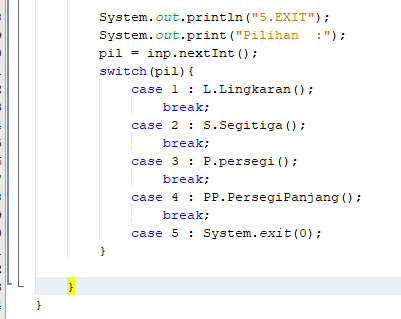 System.out.println("5.EXIT");
System.out.print("Pilihan  :");
pil = inp.nextInt();
switch(pil){
case 1 : L.Lingkaran();
break;
case 2 : S.Segitiga();
break;
case 3 : P.persegi();
break;
case 4 : PP.PersegiPanjang();
break;
case 5 : System.exit(0);
}
}
}